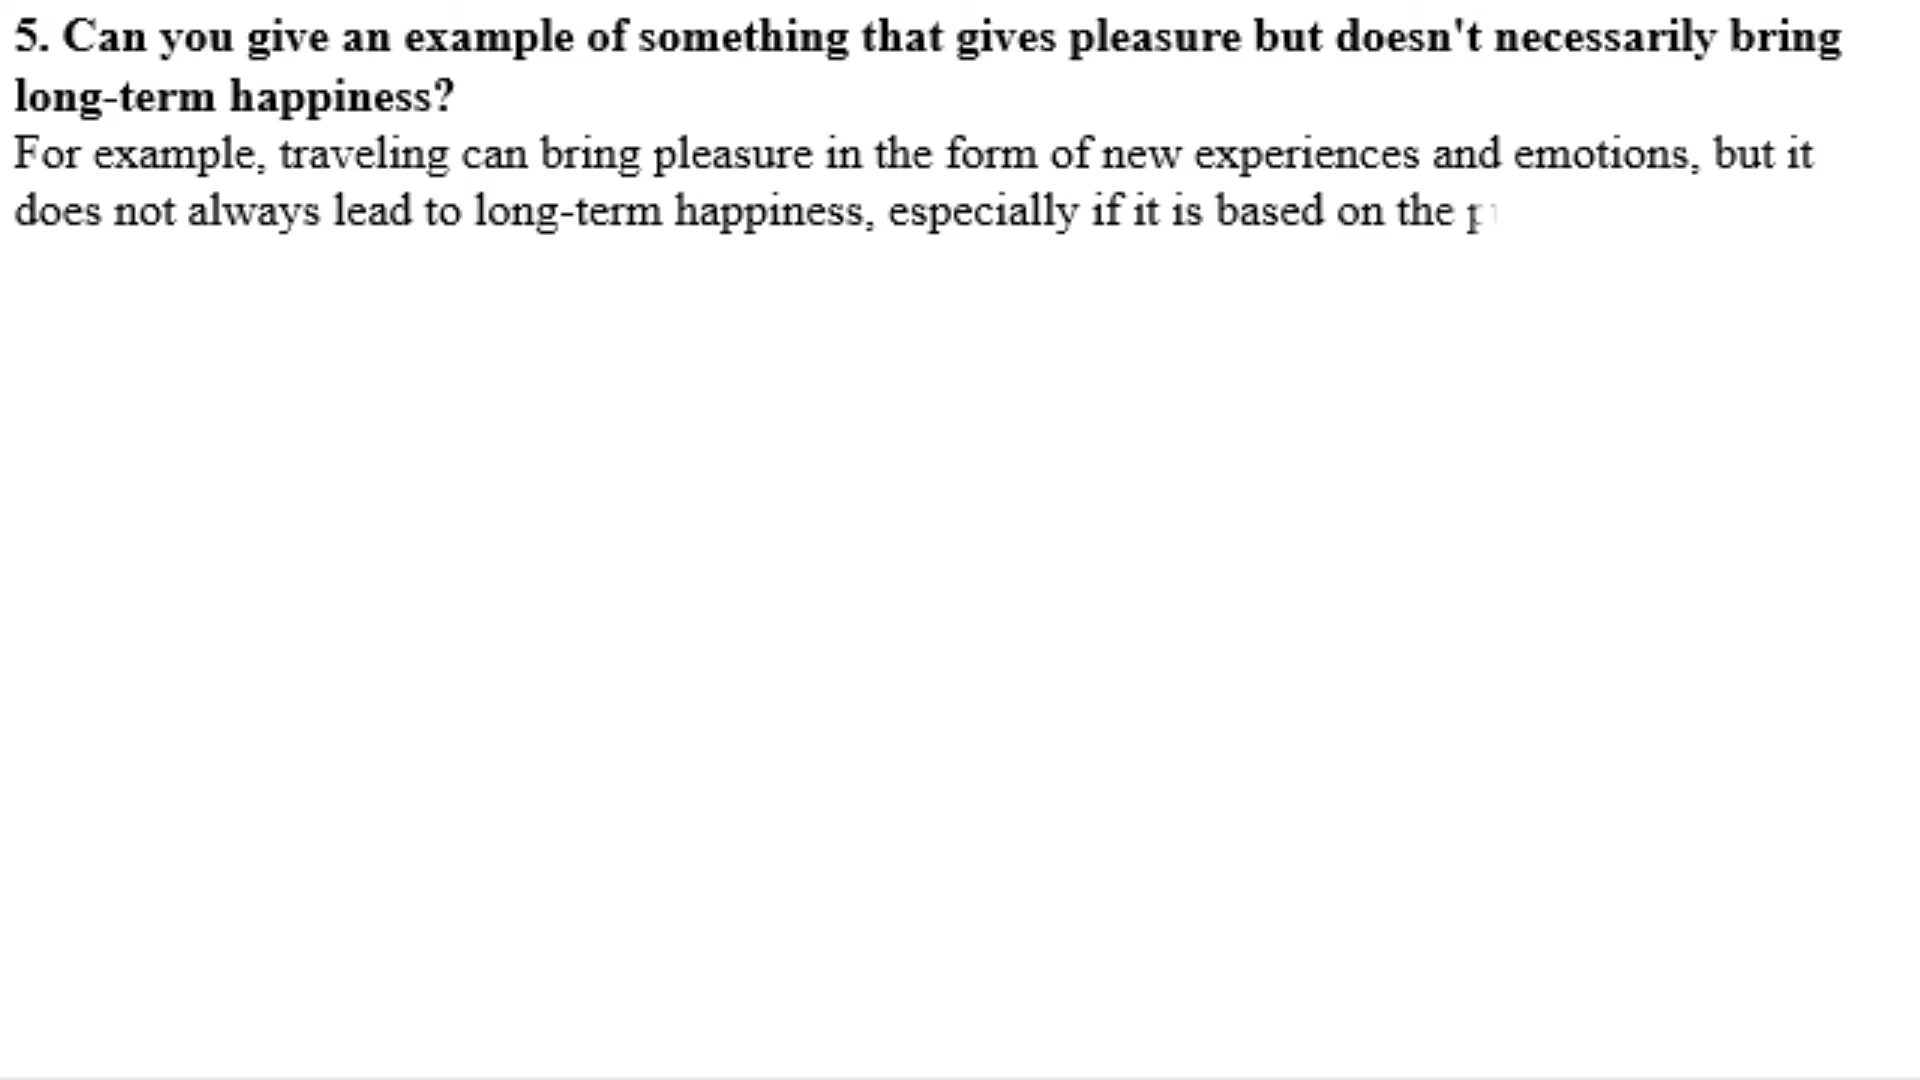 5. Can you give an example of something that gives pleasure but doesn't necessarily bring
long-term happiness?
For example, traveling can bring pleasure in the form of new experiences and emotions, but it
does not always lead to long-term happiness, especially if it is based on the